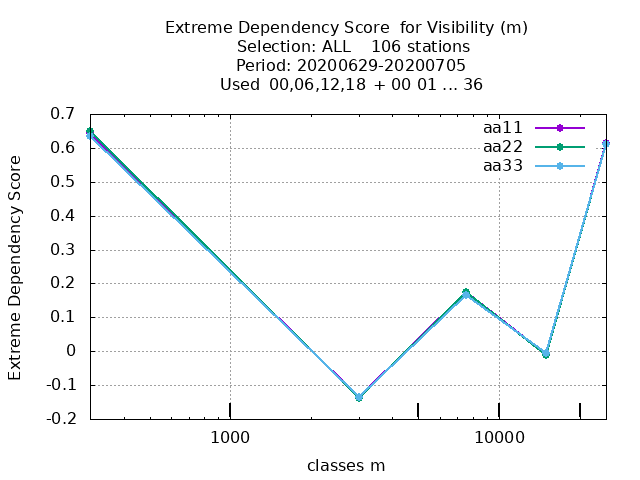 Extreme Dependency Score  for Visibility (m)
Selection: ALL    106 stations
Period: 20200629-20200705
Used  00,06,12,18  + 00 01 ... 36
0.7
0.6
0.5
0.4
0.3
0.2
0.1
0
-0.1
-0.2
Extreme Dependency Score
aa11
aa22
aa33
1000
10000
classes m